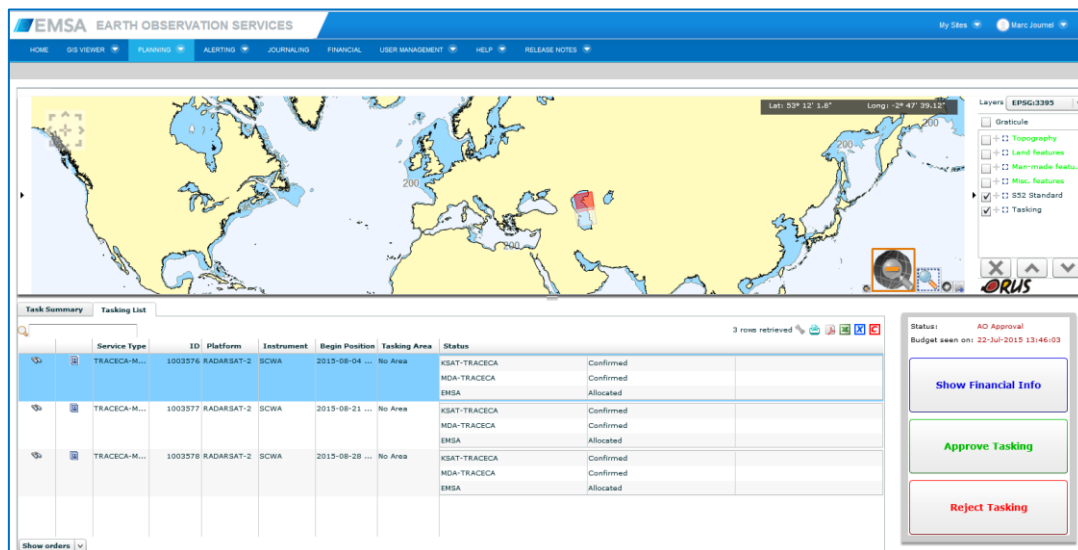 EMSA EARTH OBSERVATION SERVICES
My Sites Marc Journel
HOME GIS VIEWER PLANNING ALERTING JOURNALING FINANCIAL USER MANAGEMENT HELP RELEASE NOTES
Lat: 53° 12' 1.8" Long: -2° 47' 39.12"
Layers EPSG:3395
Graticule
Topography
Land features
Man-made featu..
Misc. features
S52 Standard
Tasking
200
200
200
200
ORUS
Task Summary Tasking List
3 rows retrieved
Service Type ID Platform Instrument Begin Position Tasking Area Status
TRACECA-M... 1003576 RADARSAT-2 SCWA 2015-08-04 ... No Area KSAT-TRACECA Confirmed
MDA-TRACECA Confirmed
EMSA Allocated
TRACECA-M... 1003577 RADARSAT-2 SCWA 2015-08-21 ... No Area KSAT-TRACECA Confirmed
MDA-TRACECA Confirmed
EMSA Allocated
TRACECA-M... 1003578 RADARSAT-2 SCWA 2015-08-28 ... No Area KSAT-TRACECA Confirmed
MDA-TRACECA Confirmed
EMSA Allocated
Show orders
Status: AO Approval
Budget seen on: 22-Jul-2015 13:46:03
Show Financial Info
Approve Tasking
Reject Tasking